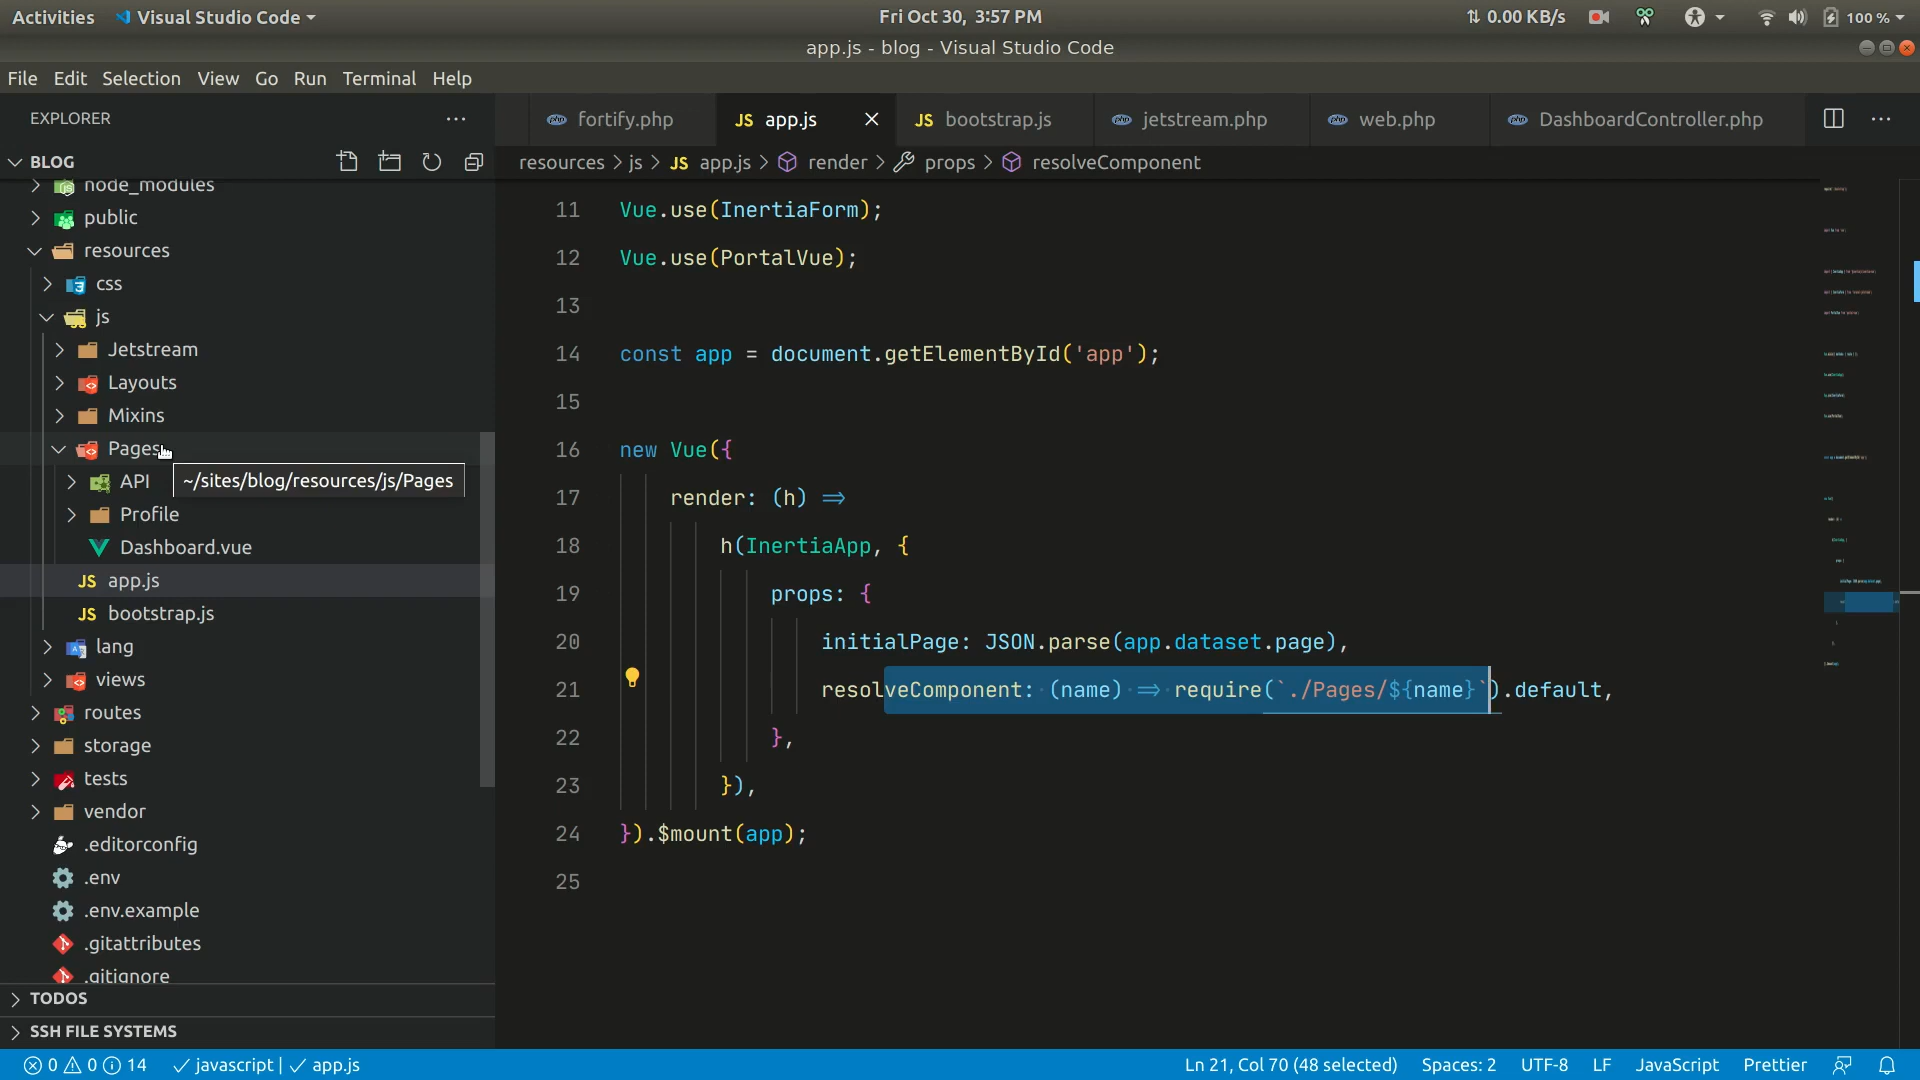 Activities Visual Studio Code Fri Oct 30, 3:57 PM 0.00 KB/s 100 %
app.js - blog - Visual Studio Code
File Edit Selection View Go Run Terminal Help
EXPLORER
fortify.php JS app.js JS bootstrap.js jetstream.php web.php DashboardController.php
BLOG
resources > js > JS app.js > render > props > resolveComponent
node_modules
public
resources
css
js
Jetstream
Layouts
Mixins
Pages
API
~/sites/blog/resources/js/Pages
Profile
Dashboard.vue
JS app.js
JS bootstrap.js
lang
views
routes
storage
tests
vendor
.editorconfig
.env
.env.example
.gitattributes
.gitignore
TODOS
SSH FILE SYSTEMS
11 Vue.use(InertiaForm);
12 Vue.use(PortalVue);
13
14 const app = document.getElementById('app');
15
16 new Vue({
17 render: (h) =>
18 h(InertiaApp, {
19 props: {
20 initialPage: JSON.parse(app.dataset.page),
21 resolveComponent: (name) => require(`./Pages/${name}`).default,
22 },
23 }),
24 }).$mount(app);
25
0 0 14 javascript | app.js Ln 21, Col 70 (48 selected) Spaces: 2 UTF-8 LF JavaScript Prettier